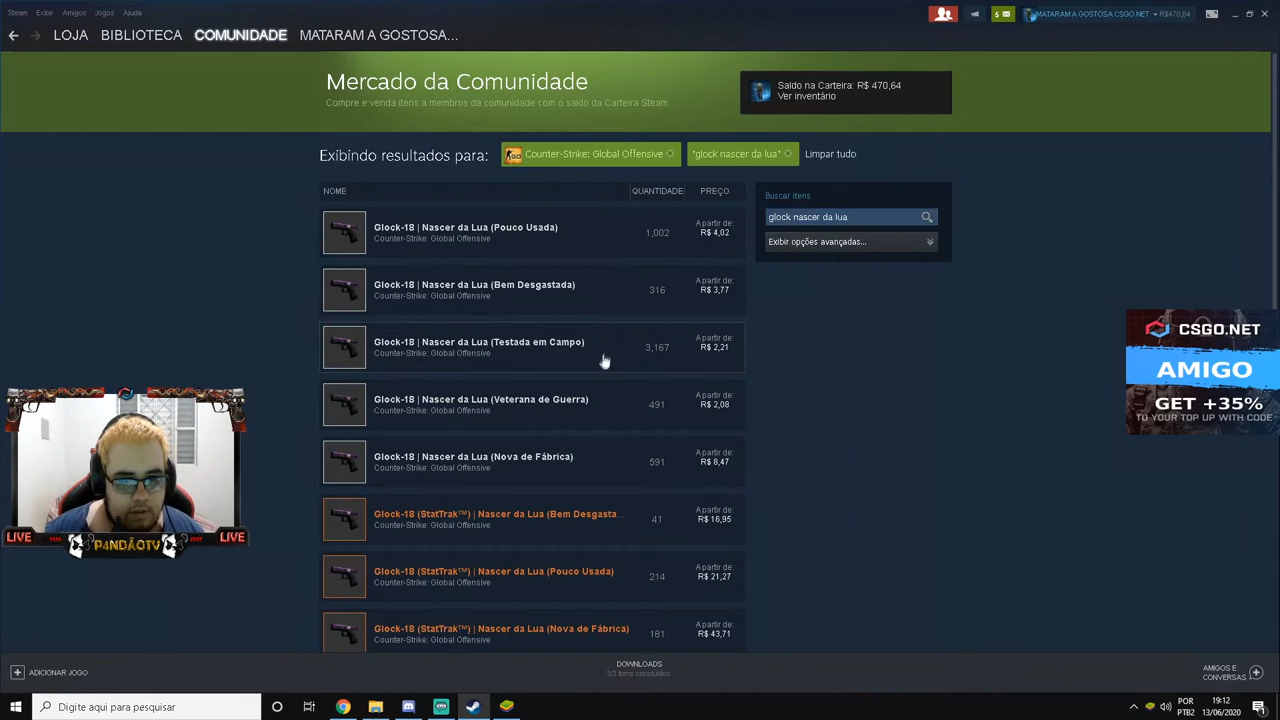 Steam Exibir Amigos Jogos Ajuda
5
MATARAM A GOSTOSA CSGO.NET R$470,64
LOJA BIBLIOTECA COMUNIDADE MATARAM A GOSTOSA...
Mercado da Comunidade
Compre e venda itens a membros da comunidade com o saldo da Carteira Steam.
Saldo na Carteira: R$ 470,64
Ver inventário
Exibindo resultados para: Counter-Strike: Global Offensive "glock nascer da lua" Limpar tudo
NOME QUANTIDADE PREÇO
Buscar itens
glock nascer da lua
Exibir opções avançadas...
Glock-18 | Nascer da Lua (Pouco Usada)
Counter-Strike: Global Offensive
1,002
A partir de:
R$ 4,02
Glock-18 | Nascer da Lua (Bem Desgastada)
Counter-Strike: Global Offensive
316
A partir de:
R$ 3,77
Glock-18 | Nascer da Lua (Testada em Campo)
Counter-Strike: Global Offensive
3,167
A partir de:
R$ 2,21
Glock-18 | Nascer da Lua (Veterana de Guerra)
Counter-Strike: Global Offensive
491
A partir de:
R$ 2,08
Glock-18 | Nascer da Lua (Nova de Fábrica)
Counter-Strike: Global Offensive
591
A partir de:
R$ 8,47
Glock-18 (StatTrak™) | Nascer da Lua (Bem Desgasta...
Counter-Strike: Global Offensive
41
A partir de:
R$ 16,95
Glock-18 (StatTrak™) | Nascer da Lua (Pouco Usada)
Counter-Strike: Global Offensive
214
A partir de:
R$ 21,27
Glock-18 (StatTrak™) | Nascer da Lua (Nova de Fábrica)
Counter-Strike: Global Offensive
181
A partir de:
R$ 43,71
CSGO.NET
AMIGO
GET +35%
TO YOUR TOP UP WITH CODE
LIVE LIVE
P4NDÃOTV
ADICIONAR JOGO
DOWNLOADS
30 itens concluídos
AMIGOS E
CONVERSAS
Digite aqui para pesquisar
POR
PTB2
19:12
13/06/2020
1